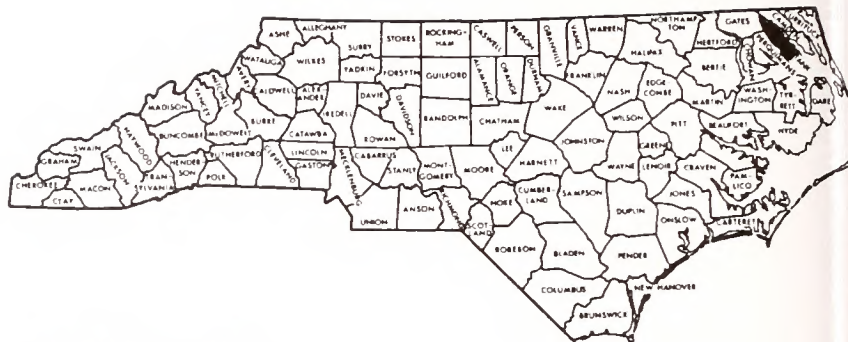 ASHE
ALLEGHANY
SURRY
STOKES
ROCKING-
HAM
CASWELL
PERSON
GRANVILLE
VANCE
WARREN
NORTHAMP
TON
GATES
CURRITUCK
HERTFORD
HALIFAX
PERQUIMANS
WATAUGA
WILKES
YADKIN
FORSYTH
GUILFORD
ALAMANCE
ORANGE
DURHAM
FRANKLIN
NASH
EDGE-
COMBE
BERTIE
CHOWAN
MITCHELL
AVERY
CALDWELL
ALEX-
ANDER
IREDELL
DAVIE
DAVIDSON
RANDOLPH
CHATHAM
WAKE
WILSON
MARTIN
WASH-
INGTON
TYR-
RELL
DARE
MADISON
YANCEY
BURKE
CATAWBA
ROWAN
JOHNSTON
GREENE
PITT
BEAUFORT
HYDE
HAYWOOD
BUNCOMBE
McDOWELL
LINCOLN
CABARRUS
LEE
HARNETT
WAYNE
LENOIR
CRAVEN
PAM-
LICO
SWAIN
GRAHAM
JACKSON
HENDER-
SON
RUTHERFORD
CLEVELAND
GASTON
MECKLENBURG
STANLY
MONT-
GOMERY
MOORE
CHEROKEE
CLAY
MACON
TRAN-
SYLVANIA
POLK
UNION
ANSON
RICHMOND
HOKE
SCOT-
LAND
CUMBER-
LAND
SAMPSON
DUPLIN
JONES
ONSLOW
CARTERET
ROBESON
BLADEN
PENDER
COLUMBUS
NEW HANOVER
BRUNSWICK